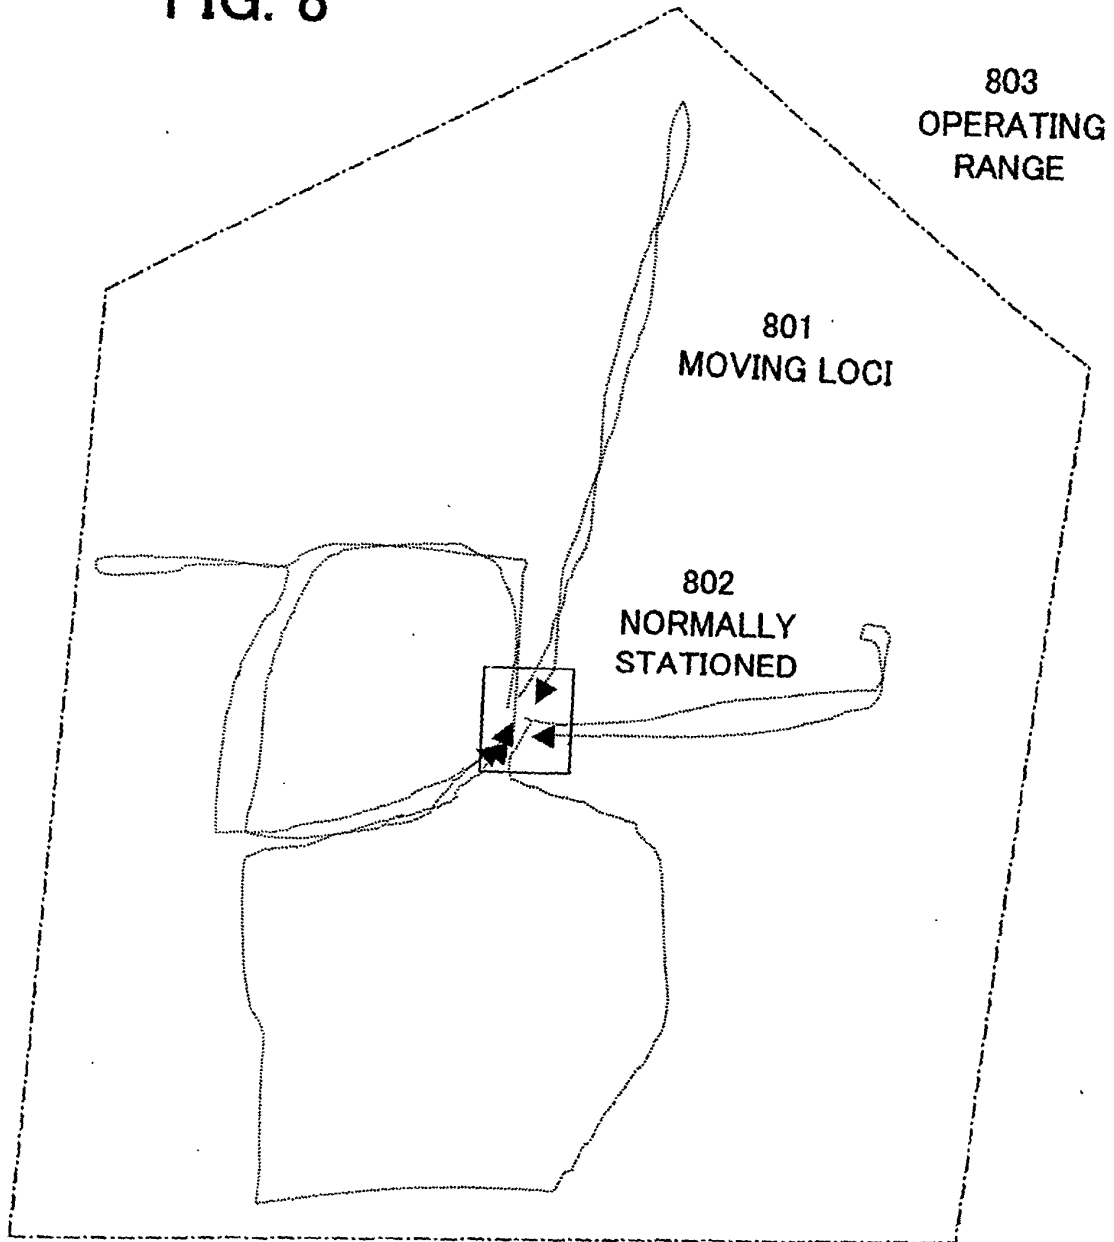 FIG. 8
803
OPERATING
RANGE
801
MOVING LOCI
802
NORMALLY
STATIONED